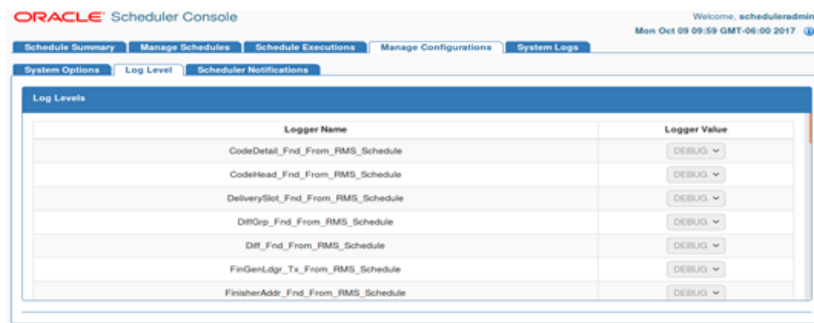 ORACLE Scheduler Console
Welcome, scheduleradmin
Mon Oct 09 09:59 GMT-06:00 2017
Schedule Summary Manage Schedules Schedule Executions Manage Configurations System Logs
System Options Log Level Scheduler Notifications
Log Levels
Logger Name Logger Value
CodeDetail_Fnd_From_RMS_Schedule DEBUG
CodeHead_Fnd_From_RMS_Schedule DEBUG
DeliverySlot_Fnd_From_RMS_Schedule DEBUG
DiffGrp_Fnd_From_RMS_Schedule DEBUG
Diff_Fnd_From_RMS_Schedule DEBUG
FinGenLdgr_Tx_From_RMS_Schedule DEBUG
FinisherAddr_Fnd_From_RMS_Schedule DEBUG